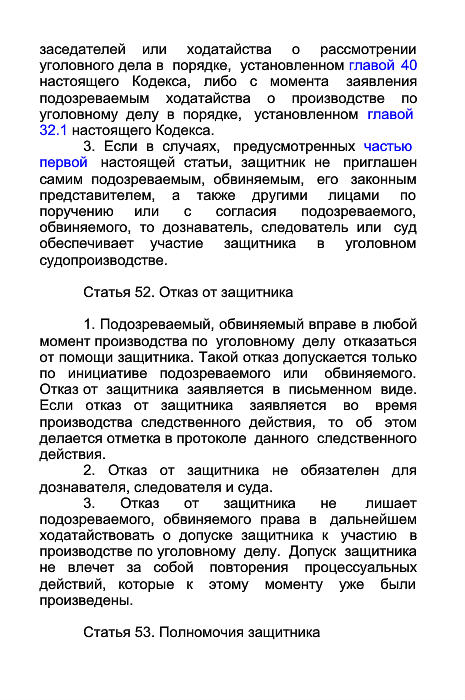 заседателей или ходатайства о рассмотрении
уголовного дела в порядке, установленном главой 40
настоящего Кодекса, либо с момента заявления
подозреваемым ходатайства о производстве по
уголовному делу в порядке, установленном главой
32.1 настоящего Кодекса.
3. Если в случаях, предусмотренных частью
первой настоящей статьи, защитник не приглашен
самим подозреваемым, обвиняемым, его законным
представителем, а также другими лицами по
поручению или с согласия подозреваемого,
обвиняемого, то дознаватель, следователь или суд
обеспечивает участие защитника в уголовном
судопроизводстве.
Статья 52. Отказ от защитника
1. Подозреваемый, обвиняемый вправе в любой
момент производства по уголовному делу отказаться
от помощи защитника. Такой отказ допускается только
по инициативе подозреваемого или обвиняемого.
Отказ от защитника заявляется в письменном виде.
Если отказ от защитника заявляется во время
производства следственного действия, то об этом
делается отметка в протоколе данного следственного
действия.
2. Отказ от защитника не обязателен для
дознавателя, следователя и суда.
3. Отказ от защитника не лишает
подозреваемого, обвиняемого права в дальнейшем
ходатайствовать о допуске защитника к участию в
производстве по уголовному делу. Допуск защитника
не влечет за собой повторения процессуальных
действий, которые к этому моменту уже были
произведены.
Статья 53. Полномочия защитника